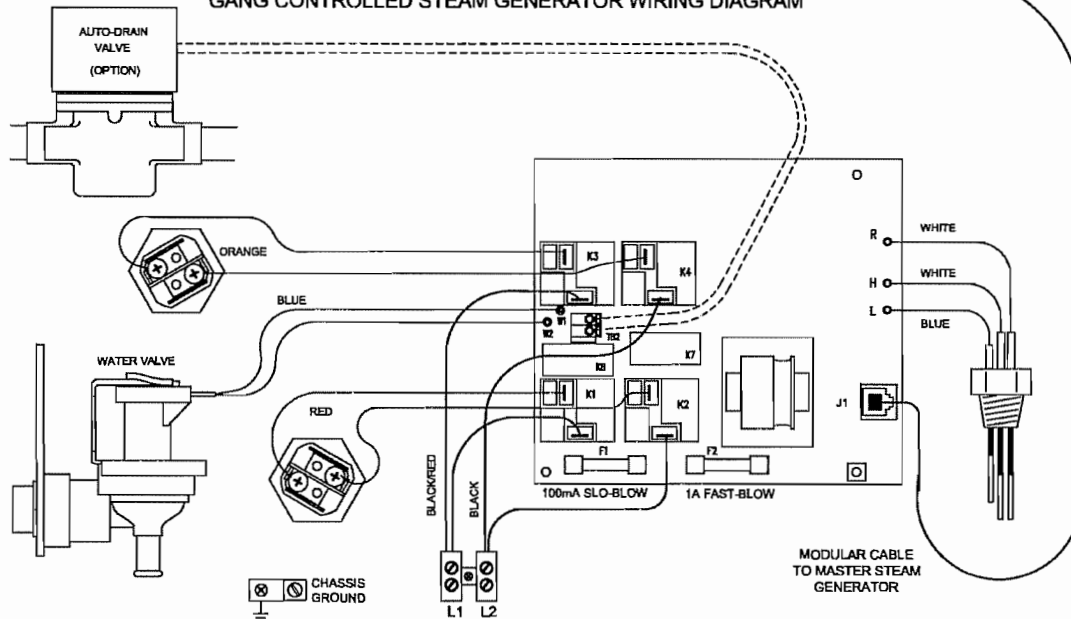 GANG CONTROLLED STEAM GENERATOR WIRING DIAGRAM
AUTO-DRAIN
VALVE
(OPTION)
ORANGE
BLUE
WATER VALVE
RED
K3
K4
W1
W2
TB2
K8
K7
K1
K2
F1
F2
100mA SLO-BLOW
1A FAST-BLOW
R
WHITE
H
WHITE
L
BLUE
J1
BLACK/RED
BLACK
L1
L2
CHASSIS
GROUND
MODULAR CABLE
TO MASTER STEAM
GENERATOR